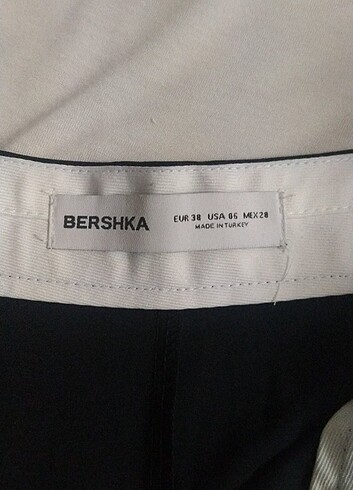 BERSHKA
EUR 38 USA 06 MEX 28
MADE IN TURKEY